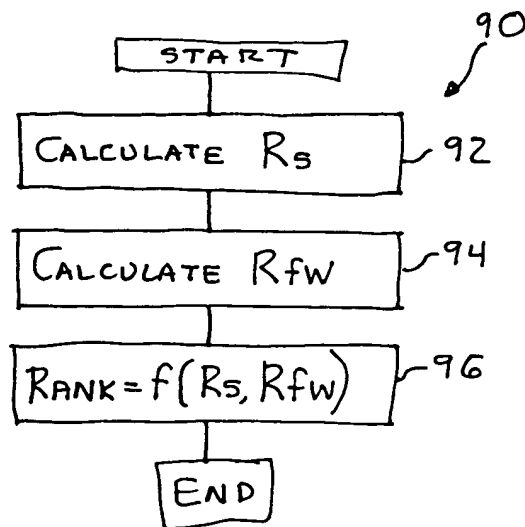 90
START
CALCULATE Rs
92
CALCULATE Rfw
94
RANK = f(Rs, Rfw)
96
END